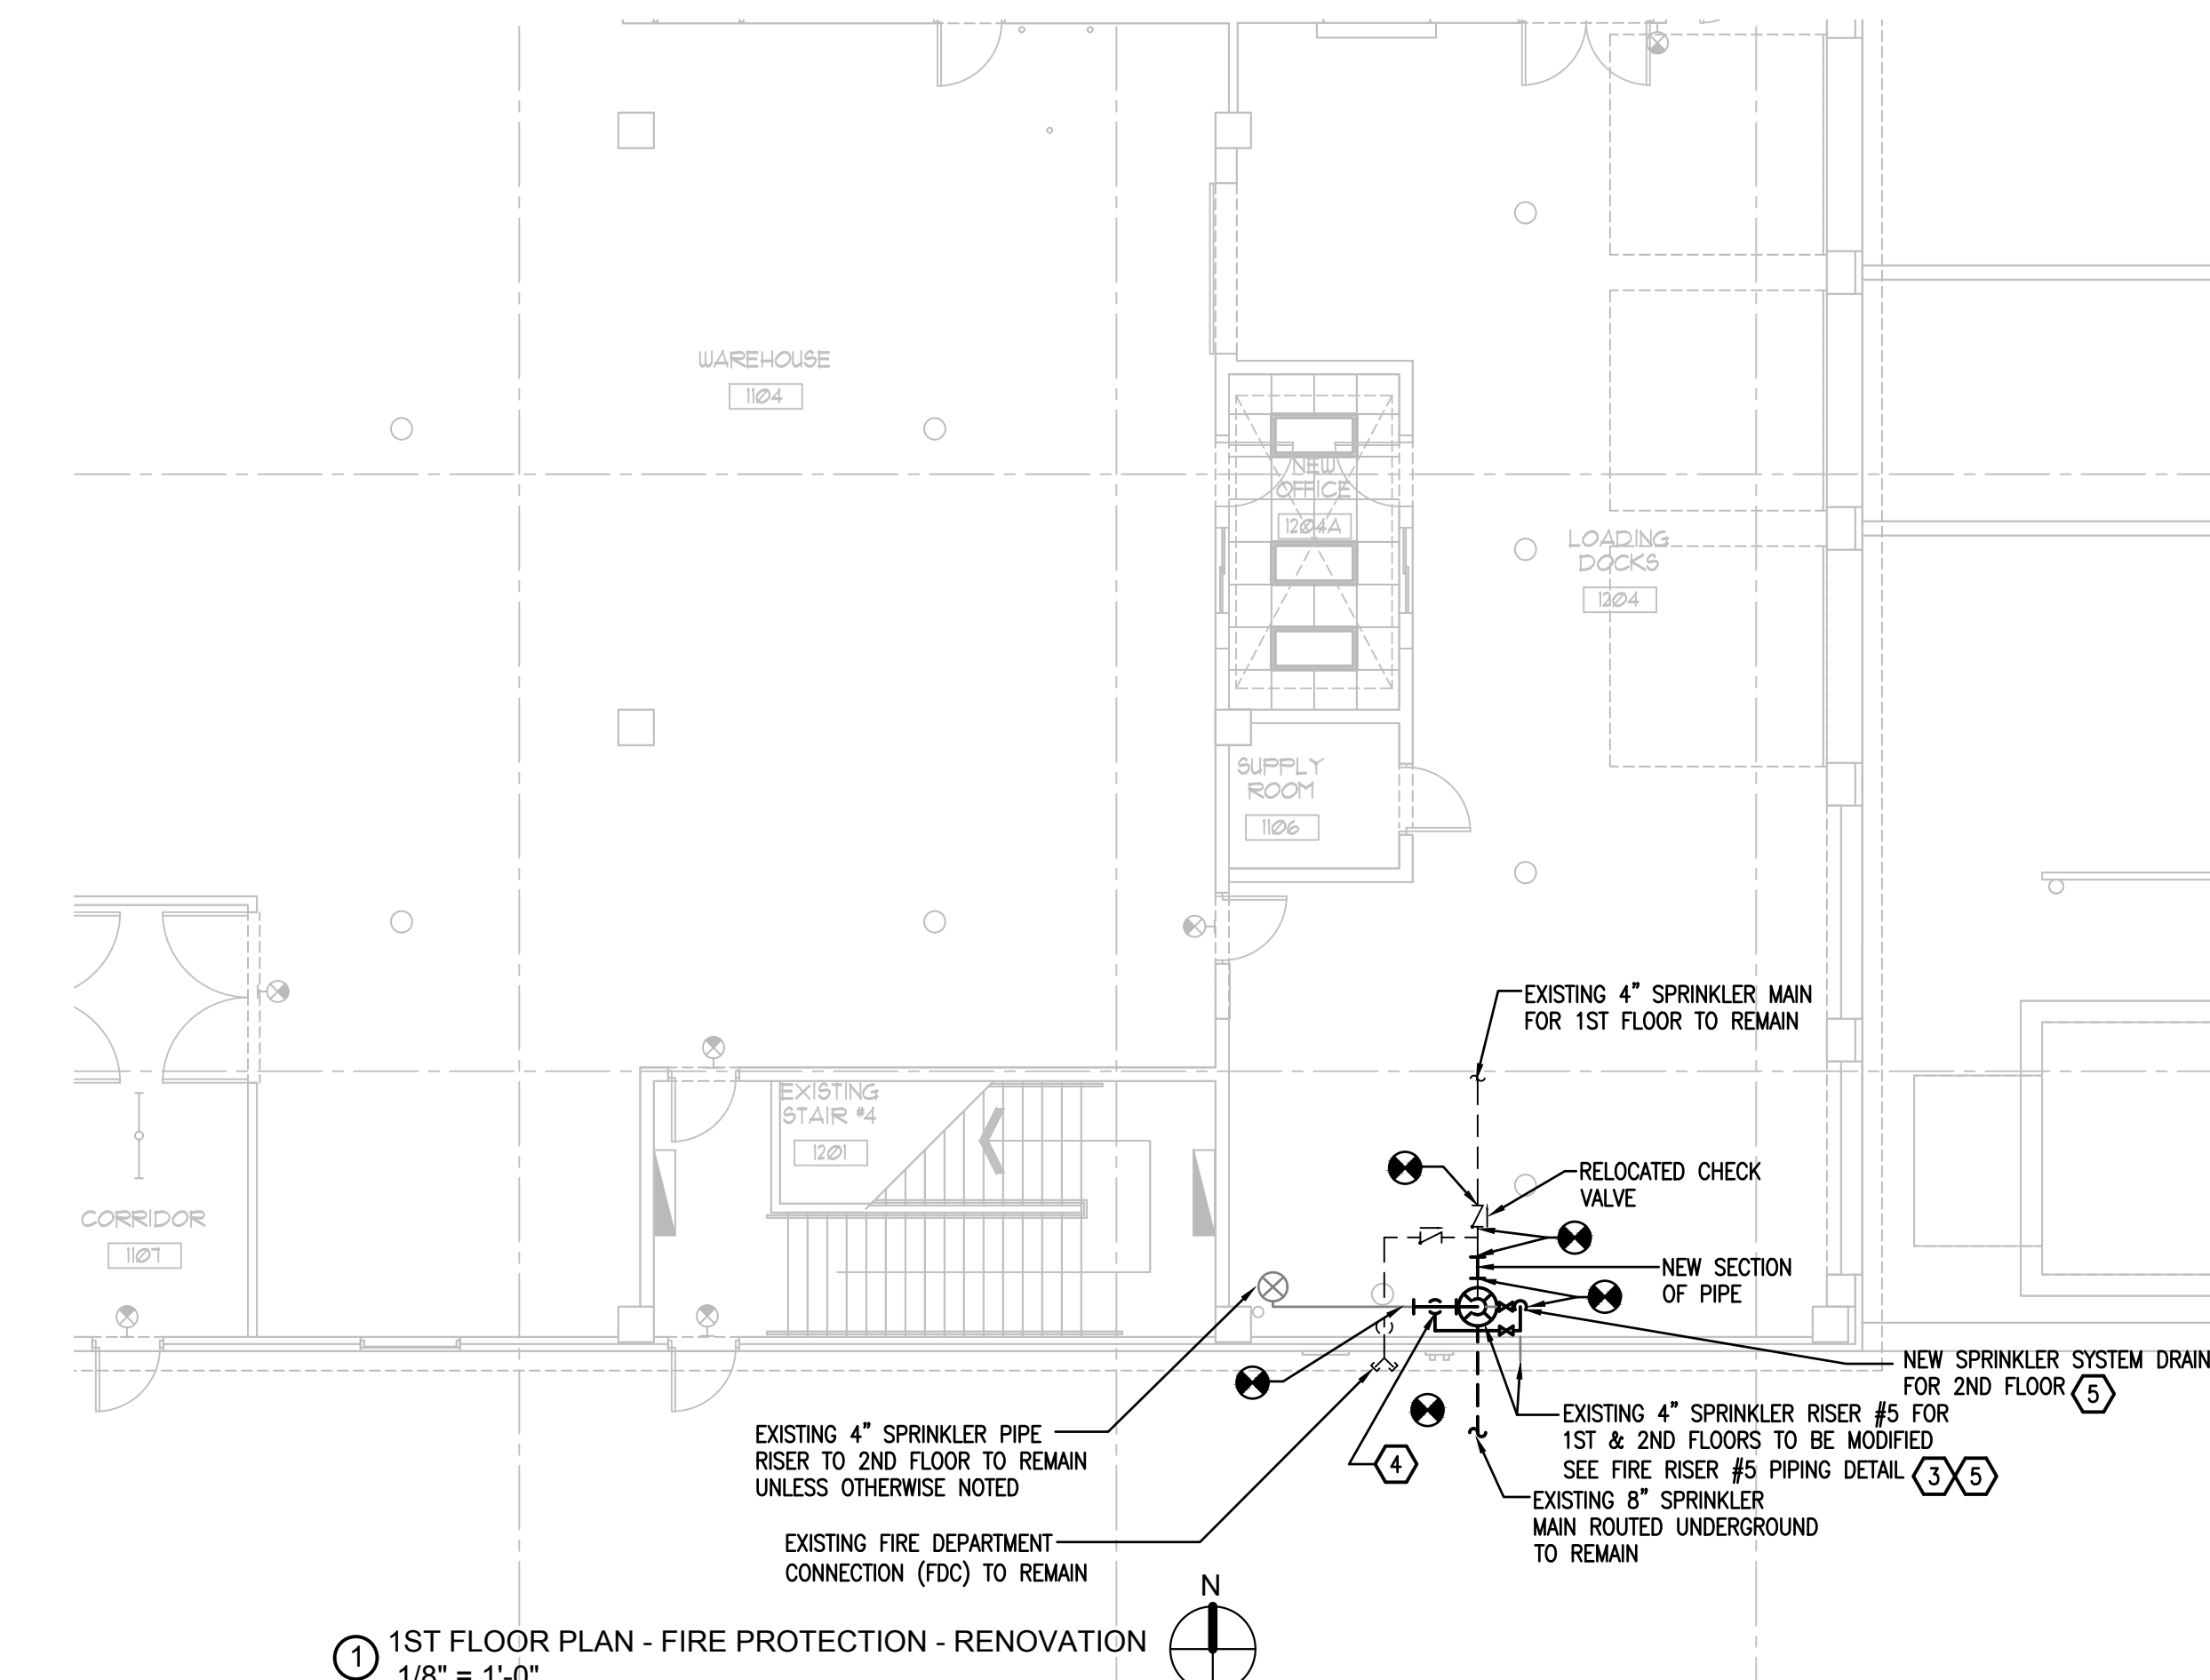 WAREHOUSE
1104
NEW
OFFICE
1204A
LOADING
DOCKS
1204
SUPPLY
ROOM
1106
EXISTING 4" SPRINKLER MAIN
FOR 1ST FLOOR TO REMAIN
EXISTING
STAIR #4
1201
RELOCATED CHECK
VALVE
CORRIDOR
1107
NEW SECTION
OF PIPE
NEW SPRINKLER SYSTEM DRAIN
FOR 2ND FLOOR 5
EXISTING 4" SPRINKLER RISER #5 FOR
1ST & 2ND FLOORS TO BE MODIFIED
SEE FIRE RISER #5 PIPING DETAIL 3 5
EXISTING 4" SPRINKLER PIPE
RISER TO 2ND FLOOR TO REMAIN
UNLESS OTHERWISE NOTED
4
EXISTING 8" SPRINKLER
MAIN ROUTED UNDERGROUND
TO REMAIN
EXISTING FIRE DEPARTMENT
CONNECTION (FDC) TO REMAIN
N
1 1ST FLOOR PLAN - FIRE PROTECTION - RENOVATION
1/8" = 1'-0"